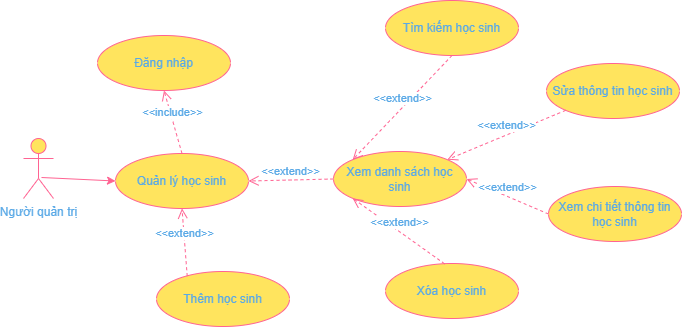 Tìm kiếm học sinh
Đăng nhập
Sửa thông tin học sinh
<<extend>>
<<include>>
<<extend>>
Xem danh sách học
sinh
Quản lý học sinh
<<extend>>
<<extend>>
Người quản trị
Xem chi tiết thông tin
học sinh
<<extend>>
<<extend>>
Thêm học sinh
Xóa học sinh